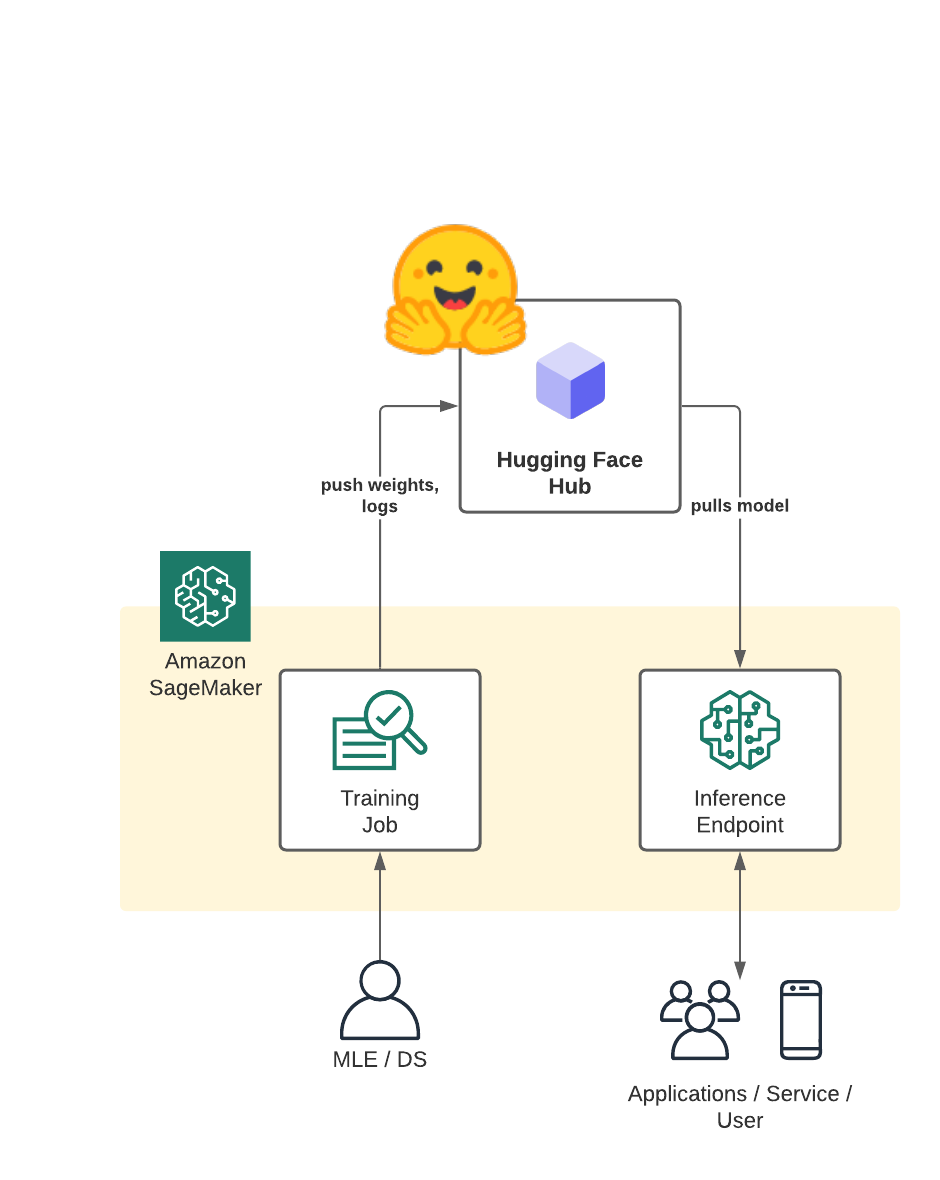 Hugging Face
Hub
push weights,
logs
pulls model
Amazon
SageMaker
Training
Job
Inference
Endpoint
MLE / DS
Applications / Service /
User